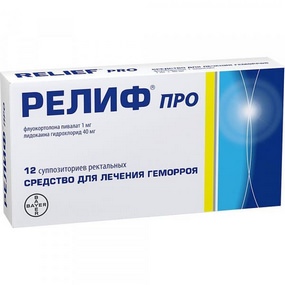 RELIEF PRO
РЕЛИФ® ПРО
флуокортолона пивалат 1 мг
лидокаина гидрохлорид 40 мг
12 суппозиториев ректальных
СРЕДСТВО ДЛЯ ЛЕЧЕНИЯ ГЕМОРРОЯ
BAYER